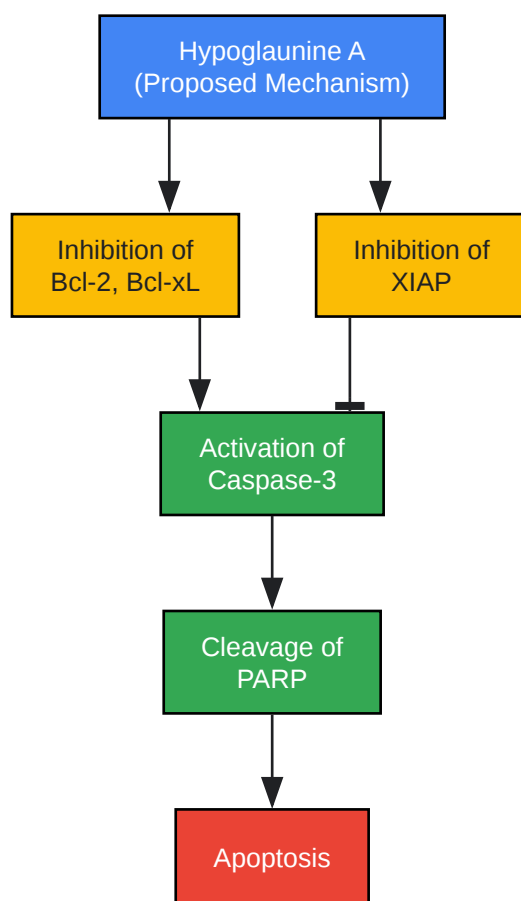 Hypoglaunine A
(Proposed Mechanism)
Inhibition of
Bcl-2, Bcl-xL
Inhibition of
XIAP
Activation of
Caspase-3
Cleavage of
PARP
Apoptosis